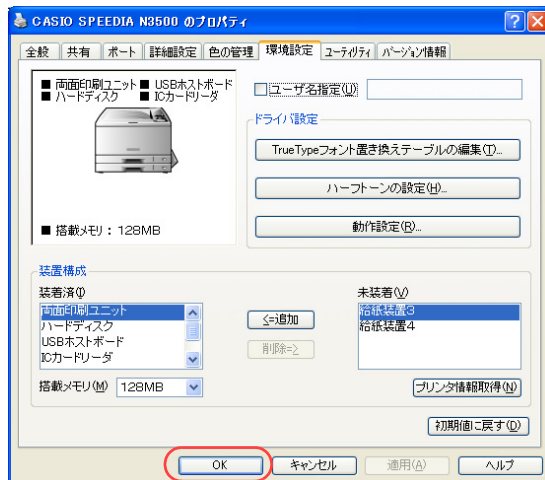 CASIO SPEEDIA N3500 のプロパティ
全般 共有 ポート 詳細設定 色の管理 環境設定 ユーティリティ バージョン情報
■ 両面印刷ユニット ■ USBホストボード
■ ハードディスク ■ ICカードリーダ
■ 搭載メモリ : 128MB
ユーザ名指定(U)
ドライバ設定
TrueTypeフォント置き換えテーブルの編集(T)...
ハーフトーンの設定(H)...
動作設定(R)...
装置構成
装着済(I)
両面印刷ユニット
ハードディスク
USBホストボード
ICカードリーダ
<=追加
削除=>
未装着(V)
給紙装置3
給紙装置4
搭載メモリ(M) 128MB
プリンタ情報取得(N)
初期値に戻す(D)
OK キャンセル 適用(A) ヘルプ